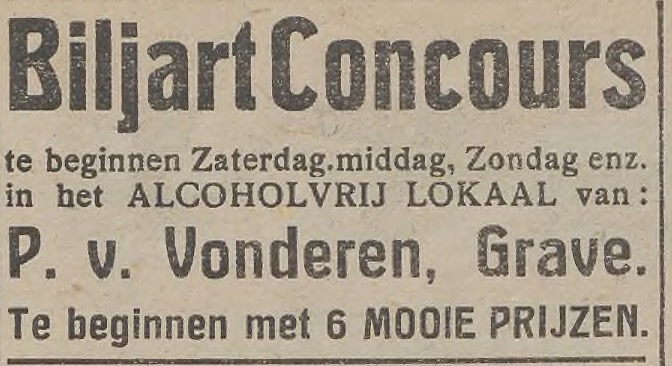 Biljart Concours
te beginnen Zaterdag.middag, Zondag enz.
in het ALCOHOLVRIJ LOKAAL van:
P. v. Vonderen, Grave.
Te beginnen met 6 MOOIE PRIJZEN.